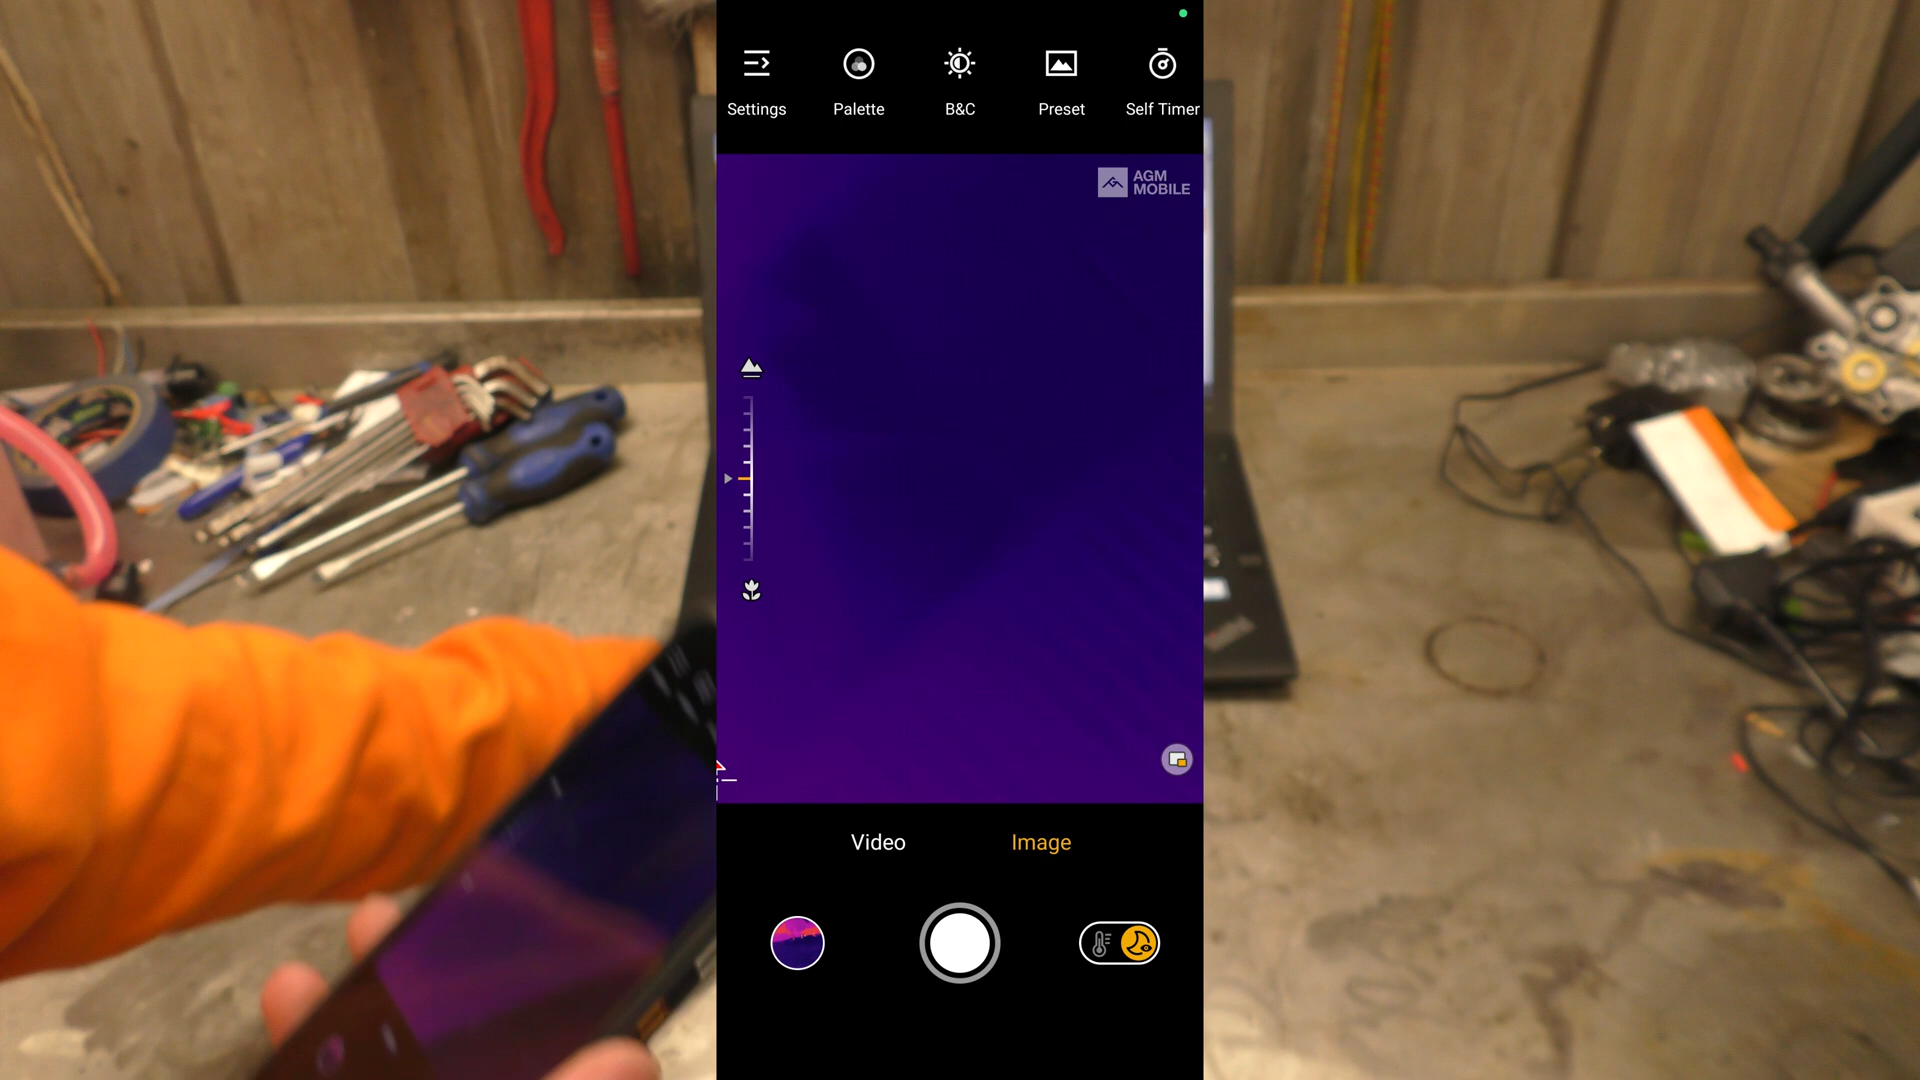 Settings
Palette
B&C
Preset
Self Timer
AGM
MOBILE
Video
Image